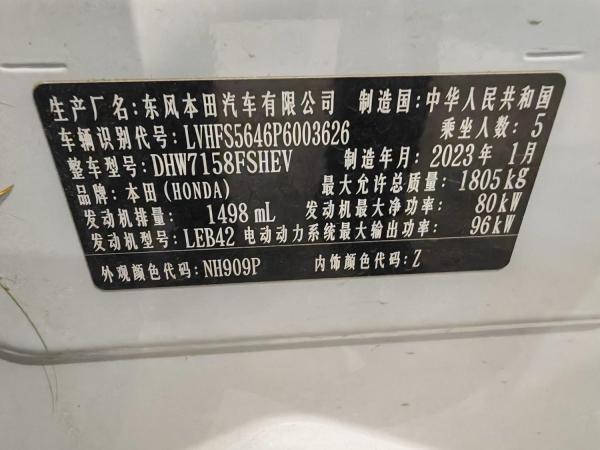 生产厂名:东风本田汽车有限公司 制造国:中华人民共和国
车辆识别代号:LVHFS5646P6003626 乘坐人数:5
整车型号:DHW7158FSHEV 制造年月:2023年1月
品牌:本田(HONDA) 最大允许总质量:1805kg
发动机排量: 1498 mL 发动机最大净功率: 80kW
发动机型号:LEB42 电动动力系统最大输出功率: 96kW
外观颜色代码:NH909P 内饰颜色代码:Z